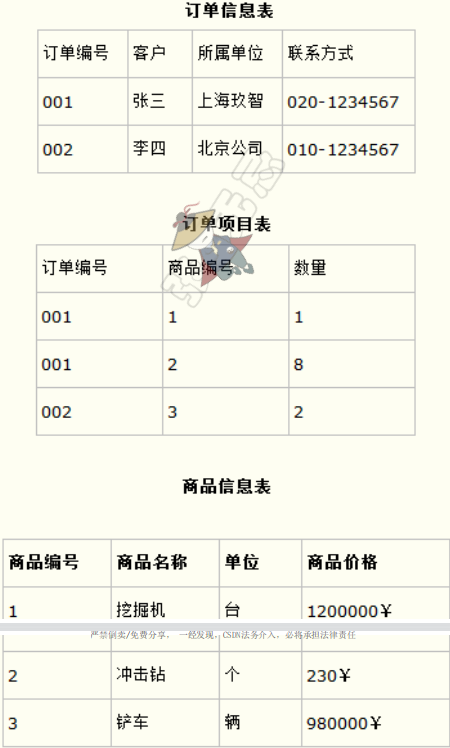 订单信息表
订单编号 客户 所属单位 联系方式
001 张三 上海玖智 020-1234567
002 李四 北京公司 010-1234567
订单项目表
订单编号 商品编号 数量
001 1 1
001 2 8
002 3 2
商品信息表
商品编号 商品名称 单位 商品价格
1 挖掘机 台 1200000¥
严禁倒卖/免费分享, 一经发现, CSDN法务介入, 必将承担法律责任
2 冲击钻 个 230¥
3 铲车 辆 980000¥